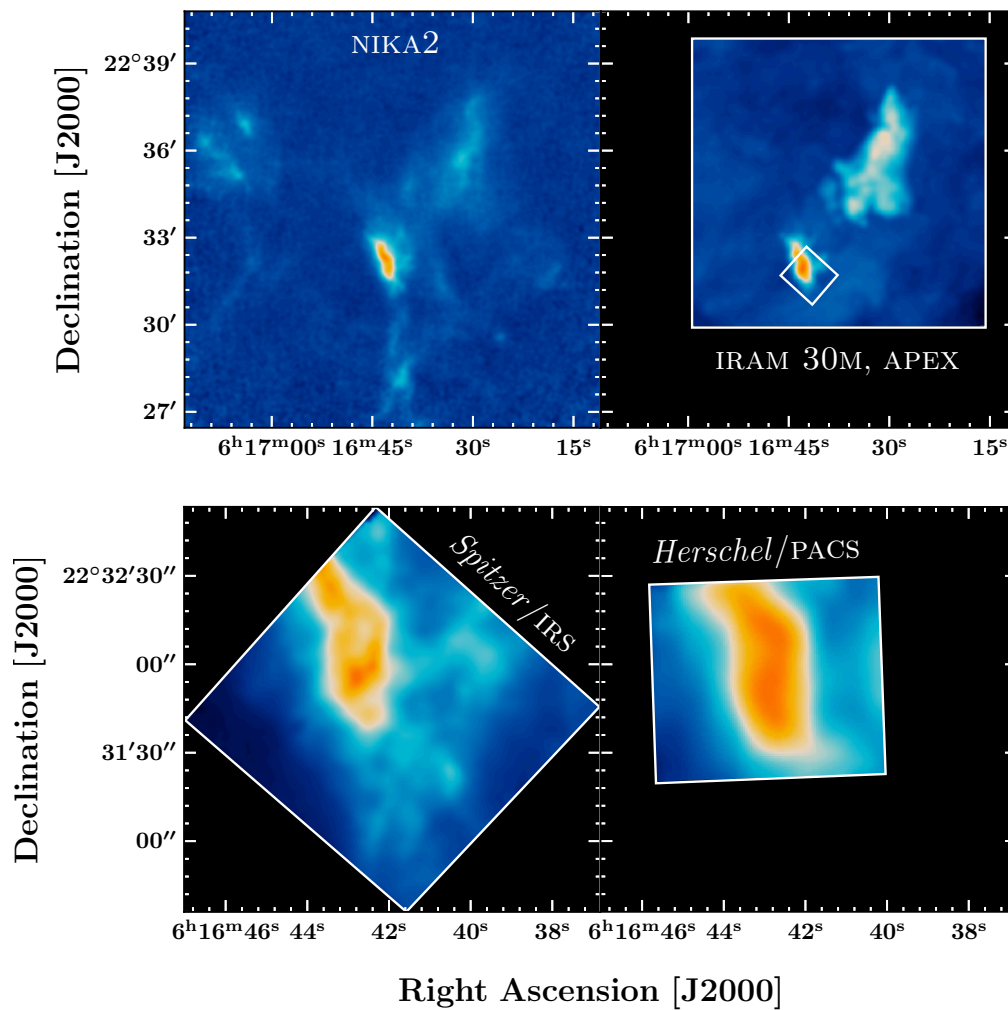 NIKA2
IRAM 30M, APEX
Declination [J2000]
22°39′
36′
33′
30′
27′
6ʰ17ᵐ00ˢ 16ᵐ45ˢ 30ˢ 15ˢ
6ʰ17ᵐ00ˢ 16ᵐ45ˢ 30ˢ 15ˢ
Spitzer/IRS
Herschel/PACS
Declination [J2000]
22°32′30″
00″
31′30″
00″
6ʰ16ᵐ46ˢ 44ˢ 42ˢ 40ˢ 38ˢ
6ʰ16ᵐ46ˢ 44ˢ 42ˢ 40ˢ 38ˢ
Right Ascension [J2000]